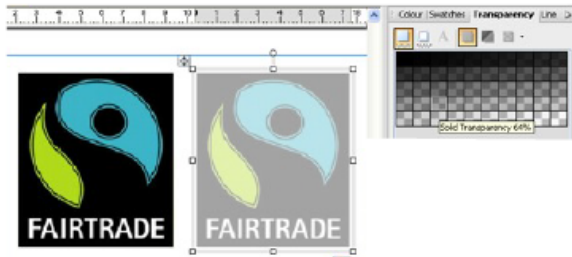 Colour Swatches Transparency Line
A
Solid Transparency 64%
FAIRTRADE FAIRTRADE